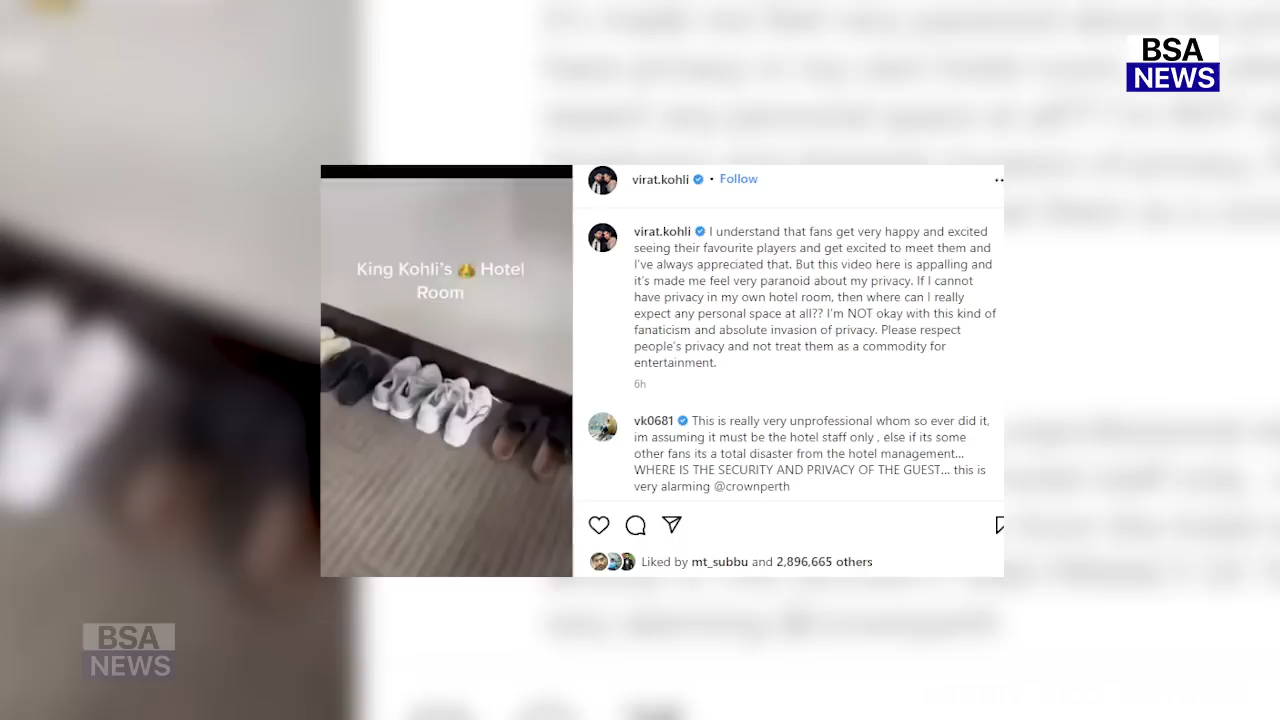 BSA
NEWS
virat.kohli • Follow
King Kohli's Hotel
Room
virat.kohli I understand that fans get very happy and excited
seeing their favourite players and get excited to meet them and
I've always appreciated that. But this video here is appalling and
it's made me feel very paranoid about my privacy. If I cannot
have privacy in my own hotel room, then where can I really
expect any personal space at all?? I'm NOT okay with this kind of
fanaticism and absolute invasion of privacy. Please respect
people's privacy and not treat them as a commodity for
entertainment.
6h
vk0681 This is really very unprofessional whom so ever did it,
im assuming it must be the hotel staff only , else if its some
other fans its a total disaster from the hotel management...
WHERE IS THE SECURITY AND PRIVACY OF THE GUEST... this is
very alarming @crownperth
Liked by mt_subbu and 2,896,665 others
BSA
NEWS